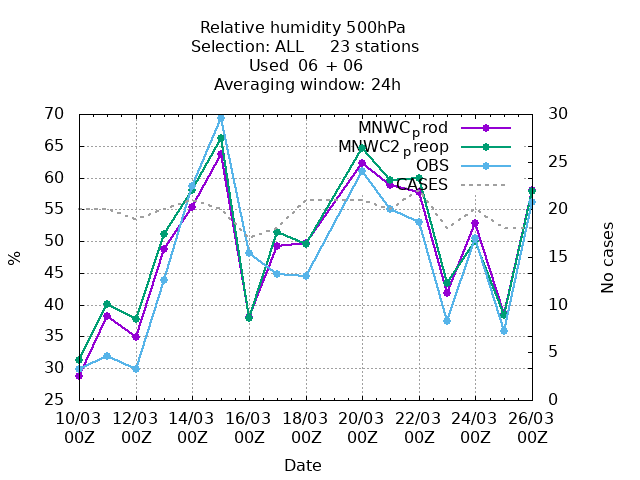 Relative humidity 500hPa
Selection: ALL 23 stations
Used 06 + 06
Averaging window: 24h
70 30
65 25
60 20
55 15
50 10
45 5
40 0
35
30
25
MNWCprod
MNWC2preop
OBS
CASES
%
No cases
10/03 12/03 14/03 16/03 18/03 20/03 22/03 24/03 26/03
00Z 00Z 00Z 00Z 00Z 00Z 00Z 00Z 00Z
Date